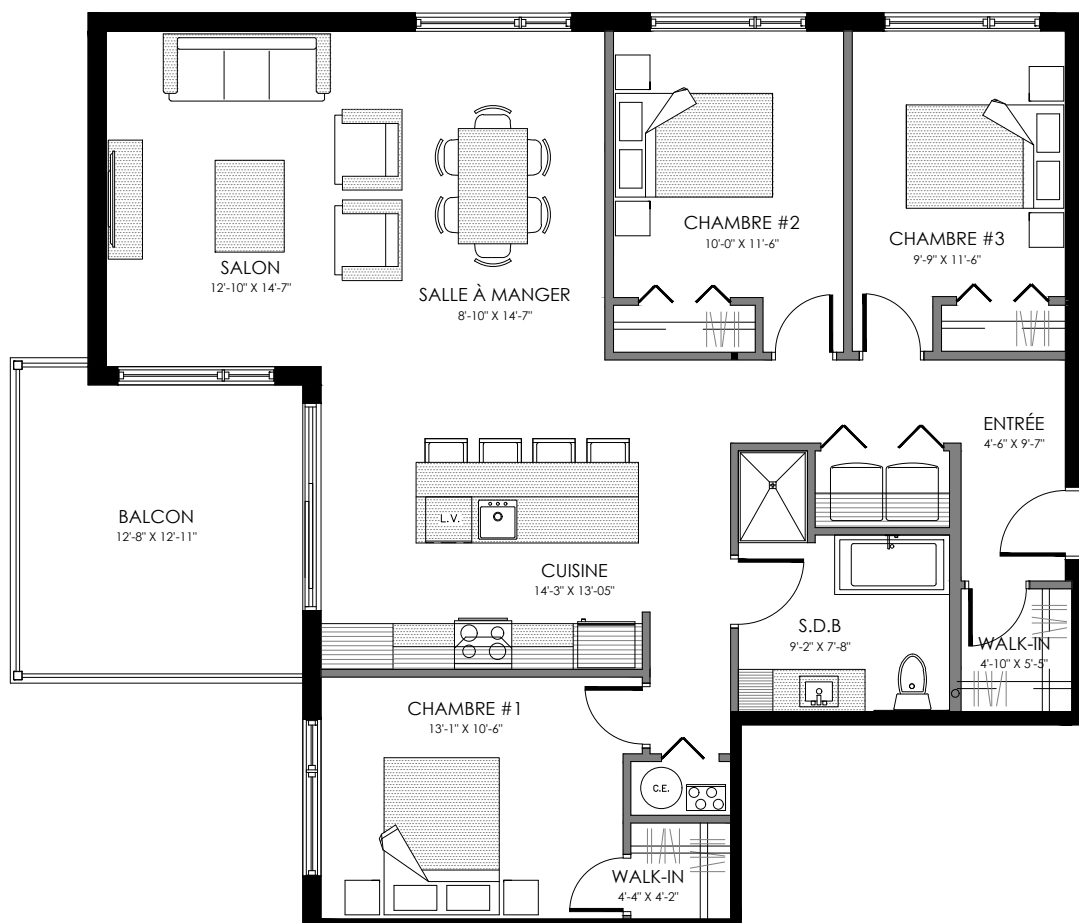 CHAMBRE #2
10'-0" X 11'-6"
CHAMBRE #3
9'-9" X 11'-6"
SALON
12'-10" X 14'-7"
SALLE À MANGER
8'-10" X 14'-7"
ENTRÉE
4'-6" X 9'-7"
BALCON
12'-8" X 12'-11"
L.V.
CUISINE
14'-3" X 13'-05"
S.D.B
9'-2" X 7'-8"
WALK-IN
4'-10" X 5'-5"
CHAMBRE #1
13'-1" X 10'-6"
C.E.
WALK-IN
4'-4" X 4'-2"